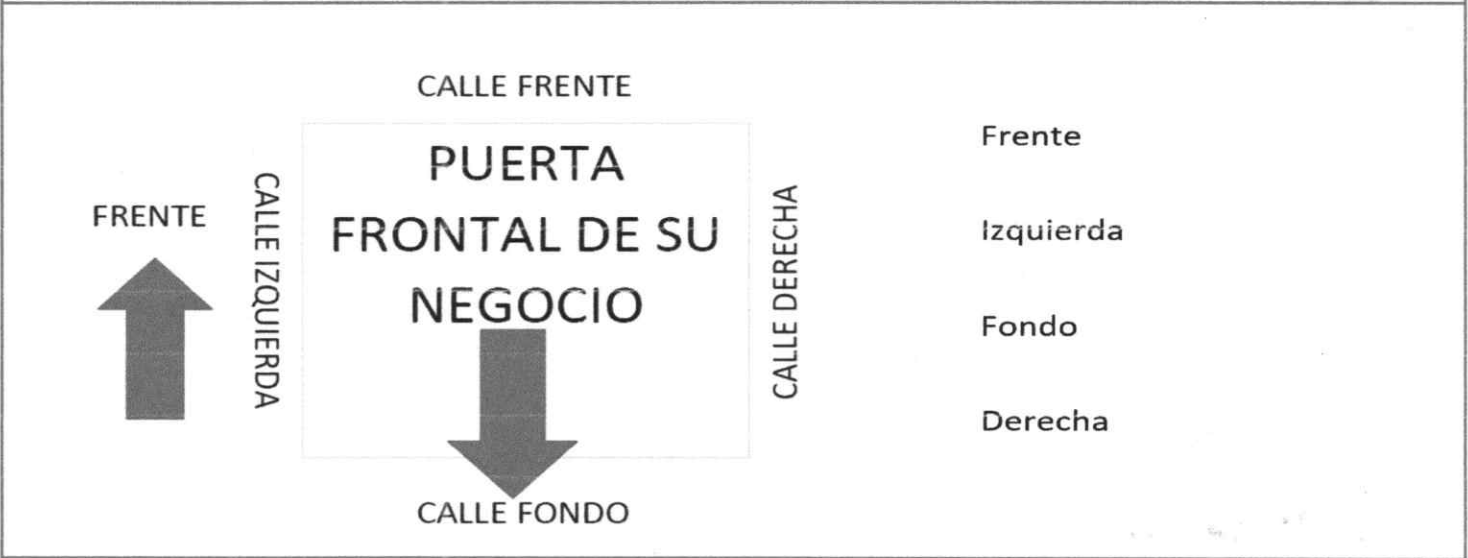 CALLE FRENTE
PUERTA
FRONTAL DE SU
NEGOCIO
FRENTE
CALLE IZQUIERDA
CALLE DERECHA
CALLE FONDO
Frente
Izquierda
Fondo
Derecha